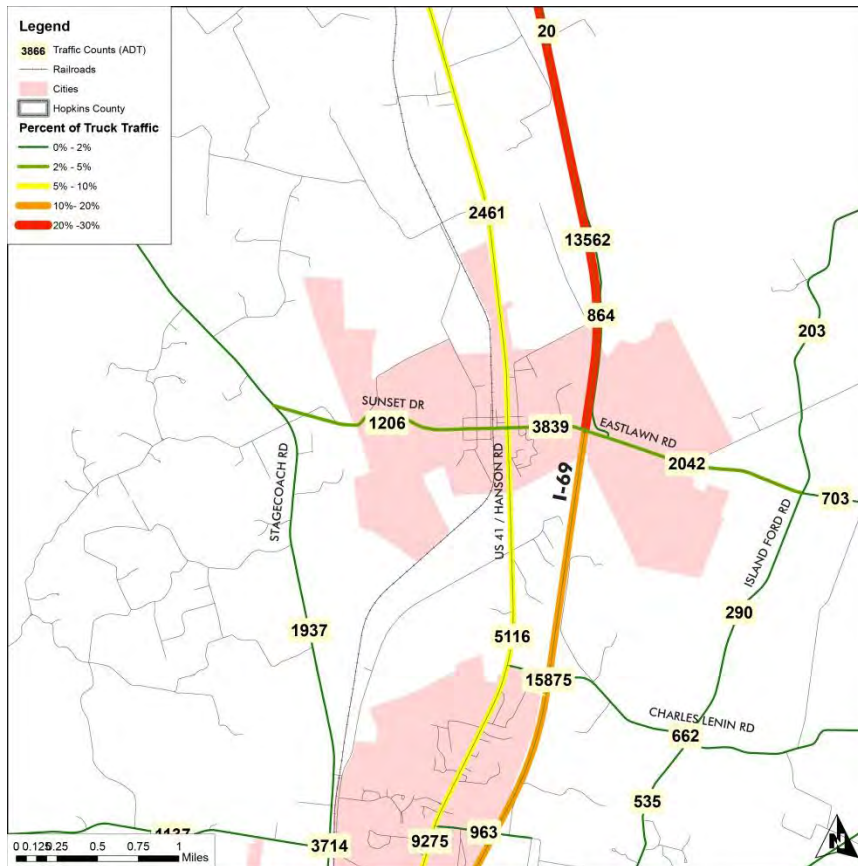 Legend
3866 Traffic Counts (ADT)
Railroads
Cities
Hopkins County
Percent of Truck Traffic
0% - 2%
2% - 5%
5% - 10%
10%- 20%
20% -30%
20
2461
13562
864
203
SUNSET DR
1206
3839
EASTLAWN RD
2042
703
STAGECOACH RD
US 41 / HANSON RD
I-69
ISLAND FORD RD
290
1937
5116
15875
CHARLES LENIN RD
662
535
3714
9275
963
0 0.125 0.25 0.5 0.75 1
Miles
N